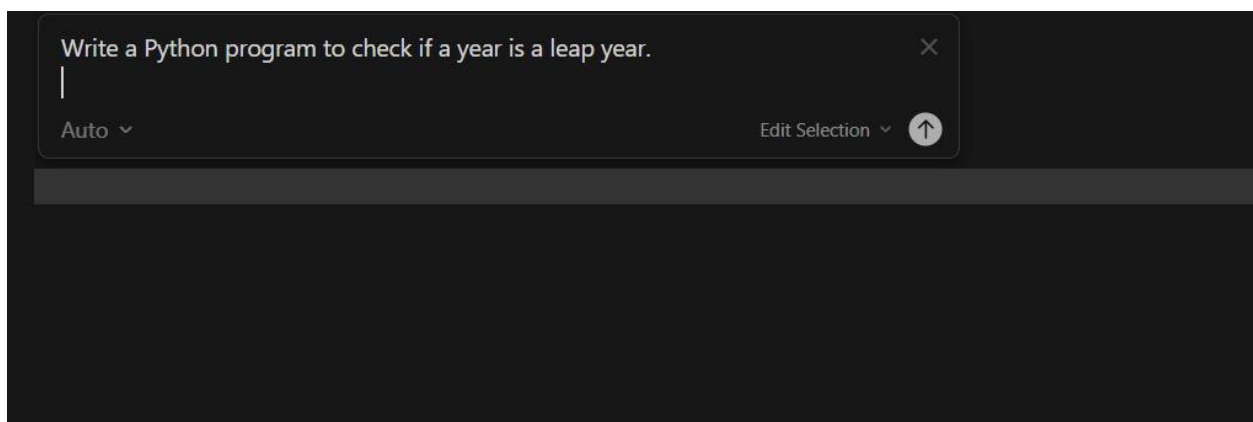 Write a Python program to check if a year is a leap year.
Auto
Edit Selection